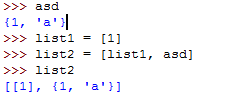 >>> asd
{1, 'a'}
>>> list1 = [1]
>>> list2 = [list1, asd]
>>> list2
[[1], {1, 'a'}]